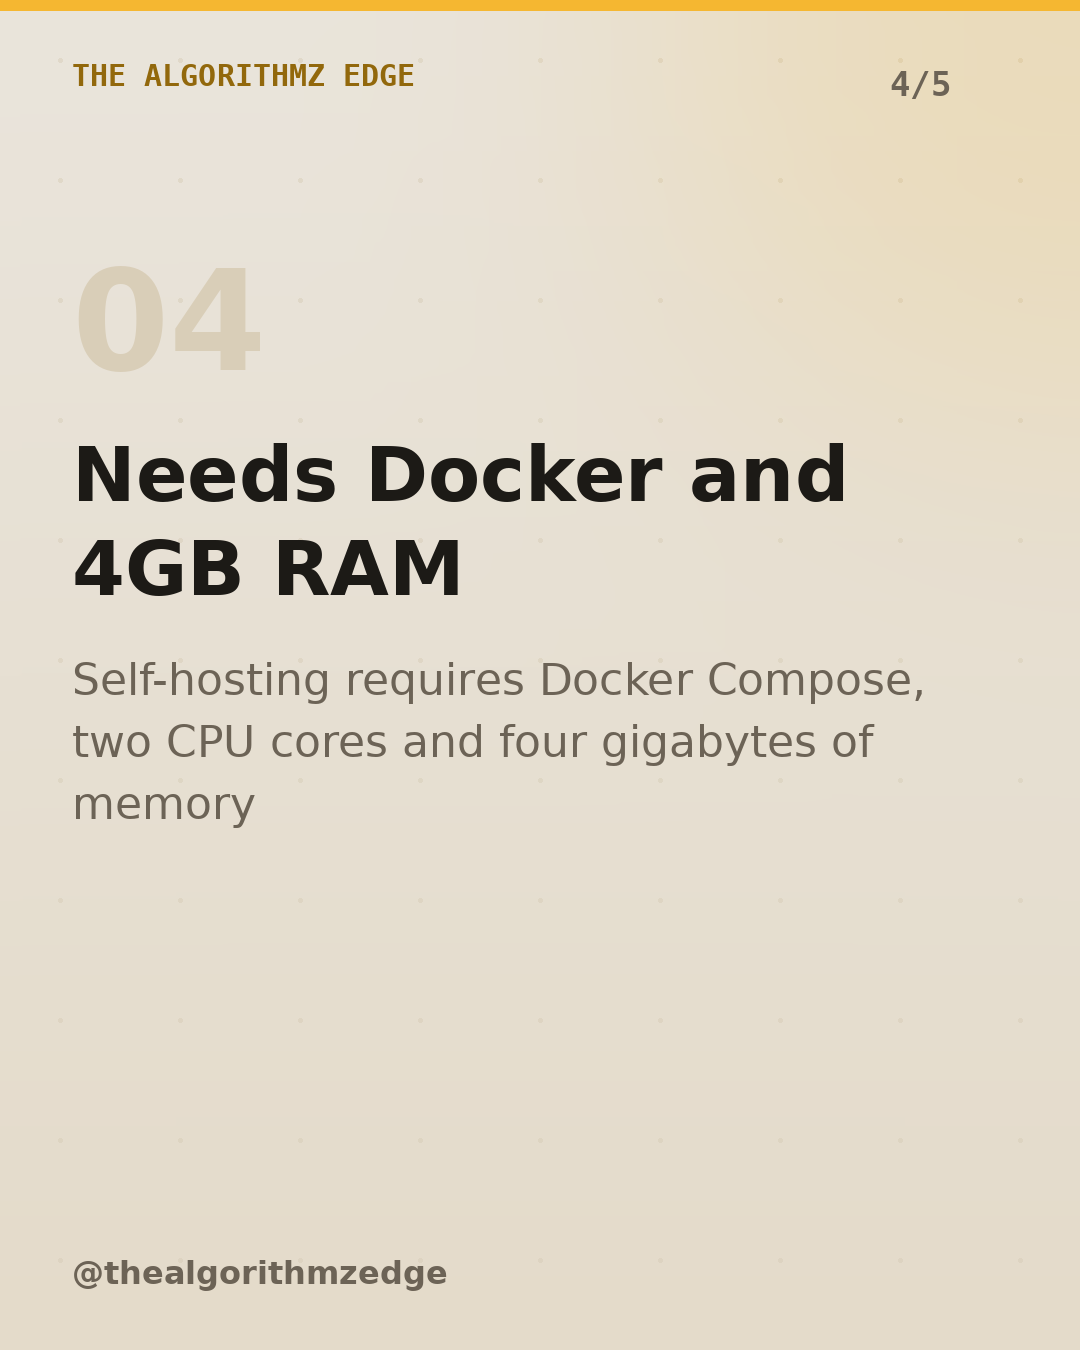 THE ALGORITHMZ EDGE
4/5
04
Needs Docker and
4GB RAM
Self-hosting requires Docker Compose,
two CPU cores and four gigabytes of
memory
@thealgorithmzedge